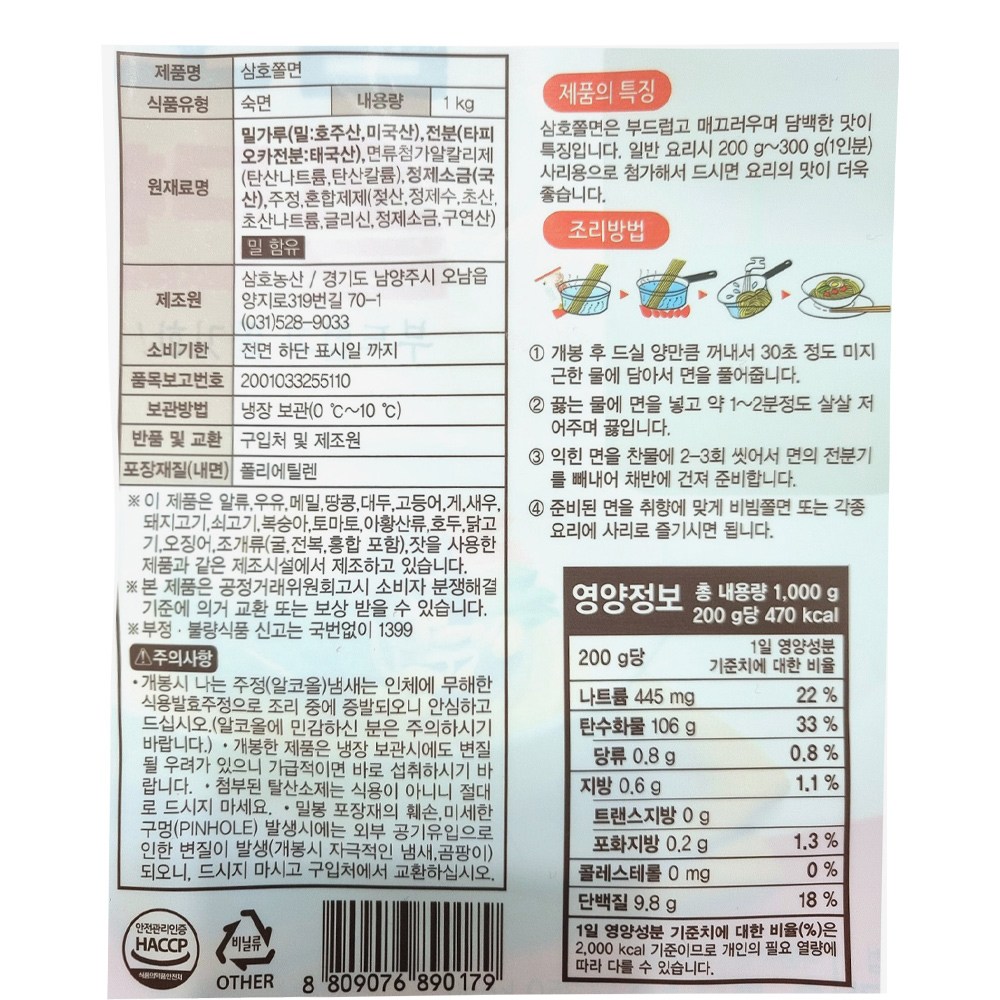 제품명 삼호쫄면
식품유형 숙면 내용량 1 kg
원재료명
밀가루(밀:호주산,미국산),전분(타피
오카전분:태국산),면류첨가알칼리제
(탄산나트륨,탄산칼륨),정제소금(국
산),주정,혼합제제(젖산,정제수,초산,
초산나트륨,글리신,정제소금,구연산)
밀 함유
제조원
삼호농산 / 경기도 남양주시 오남읍
양지로319번길 70-1
(031)528-9033
소비기한 전면 하단 표시일 까지
품목보고번호 2001033255110
보관방법 냉장 보관(0 ℃~10 ℃)
반품 및 교환 구입처 및 제조원
포장재질(내면) 폴리에틸렌
※ 이 제품은 알류,우유,메밀,땅콩,대두,고등어,게,새우,
돼지고기,쇠고기,복숭아,토마토,아황산류,호두,닭고
기,오징어,조개류(굴,전복,홍합 포함),잣을 사용한
제품과 같은 제조시설에서 제조하고 있습니다.
※ 본 제품은 공정거래위원회고시 소비자 분쟁해결
기준에 의거 교환 또는 보상 받을 수 있습니다.
※ 부정 · 불량식품 신고는 국번없이 1399
⚠주의사항
• 개봉시 나는 주정(알코올)냄새는 인체에 무해한
식용발효주정으로 조리 중에 증발되오니 안심하고
드십시오.(알코올에 민감하신 분은 주의하시기
바랍니다.) • 개봉한 제품은 냉장 보관시에도 변질
될 우려가 있으니 가급적이면 바로 섭취하시기 바
랍니다. • 첨부된 탈산소제는 식용이 아니니 절대
로 드시지 마세요. • 밀봉 포장재의 훼손,미세한
구멍(PINHOLE) 발생시에는 외부 공기유입으로
인한 변질이 발생(개봉시 자극적인 냄새,곰팡이)
되오니, 드시지 마시고 구입처에서 교환하십시오.
안전관리인증
HACCP
식품의약품안전처
비닐류
OTHER
8 809076 890179
제품의 특징
삼호쫄면은 부드럽고 매끄러우며 담백한 맛이
특징입니다. 일반 요리시 200 g~300 g(1인분)
사리용으로 첨가해서 드시면 요리의 맛이 더욱
좋습니다.
조리방법
① 개봉 후 드실 양만큼 꺼내서 30초 정도 미지
근한 물에 담아서 면을 풀어줍니다.
② 끓는 물에 면을 넣고 약 1~2분정도 살살 저
어주며 끓입니다.
③ 익힌 면을 찬물에 2-3회 씻어서 면의 전분기
를 빼내어 채반에 건져 준비합니다.
④ 준비된 면을 취향에 맞게 비빔쫄면 또는 각종
요리에 사리로 즐기시면 됩니다.
영양정보 총 내용량 1,000 g
200 g당 470 kcal
200 g당 1일 영양성분
기준치에 대한 비율
나트륨 445 mg 22 %
탄수화물 106 g 33 %
당류 0.8 g 0.8 %
지방 0.6 g 1.1 %
트랜스지방 0 g
포화지방 0.2 g 1.3 %
콜레스테롤 0 mg 0 %
단백질 9.8 g 18 %
1일 영양성분 기준치에 대한 비율(%)은
2,000 kcal 기준이므로 개인의 필요 열량에
따라 다를 수 있습니다.